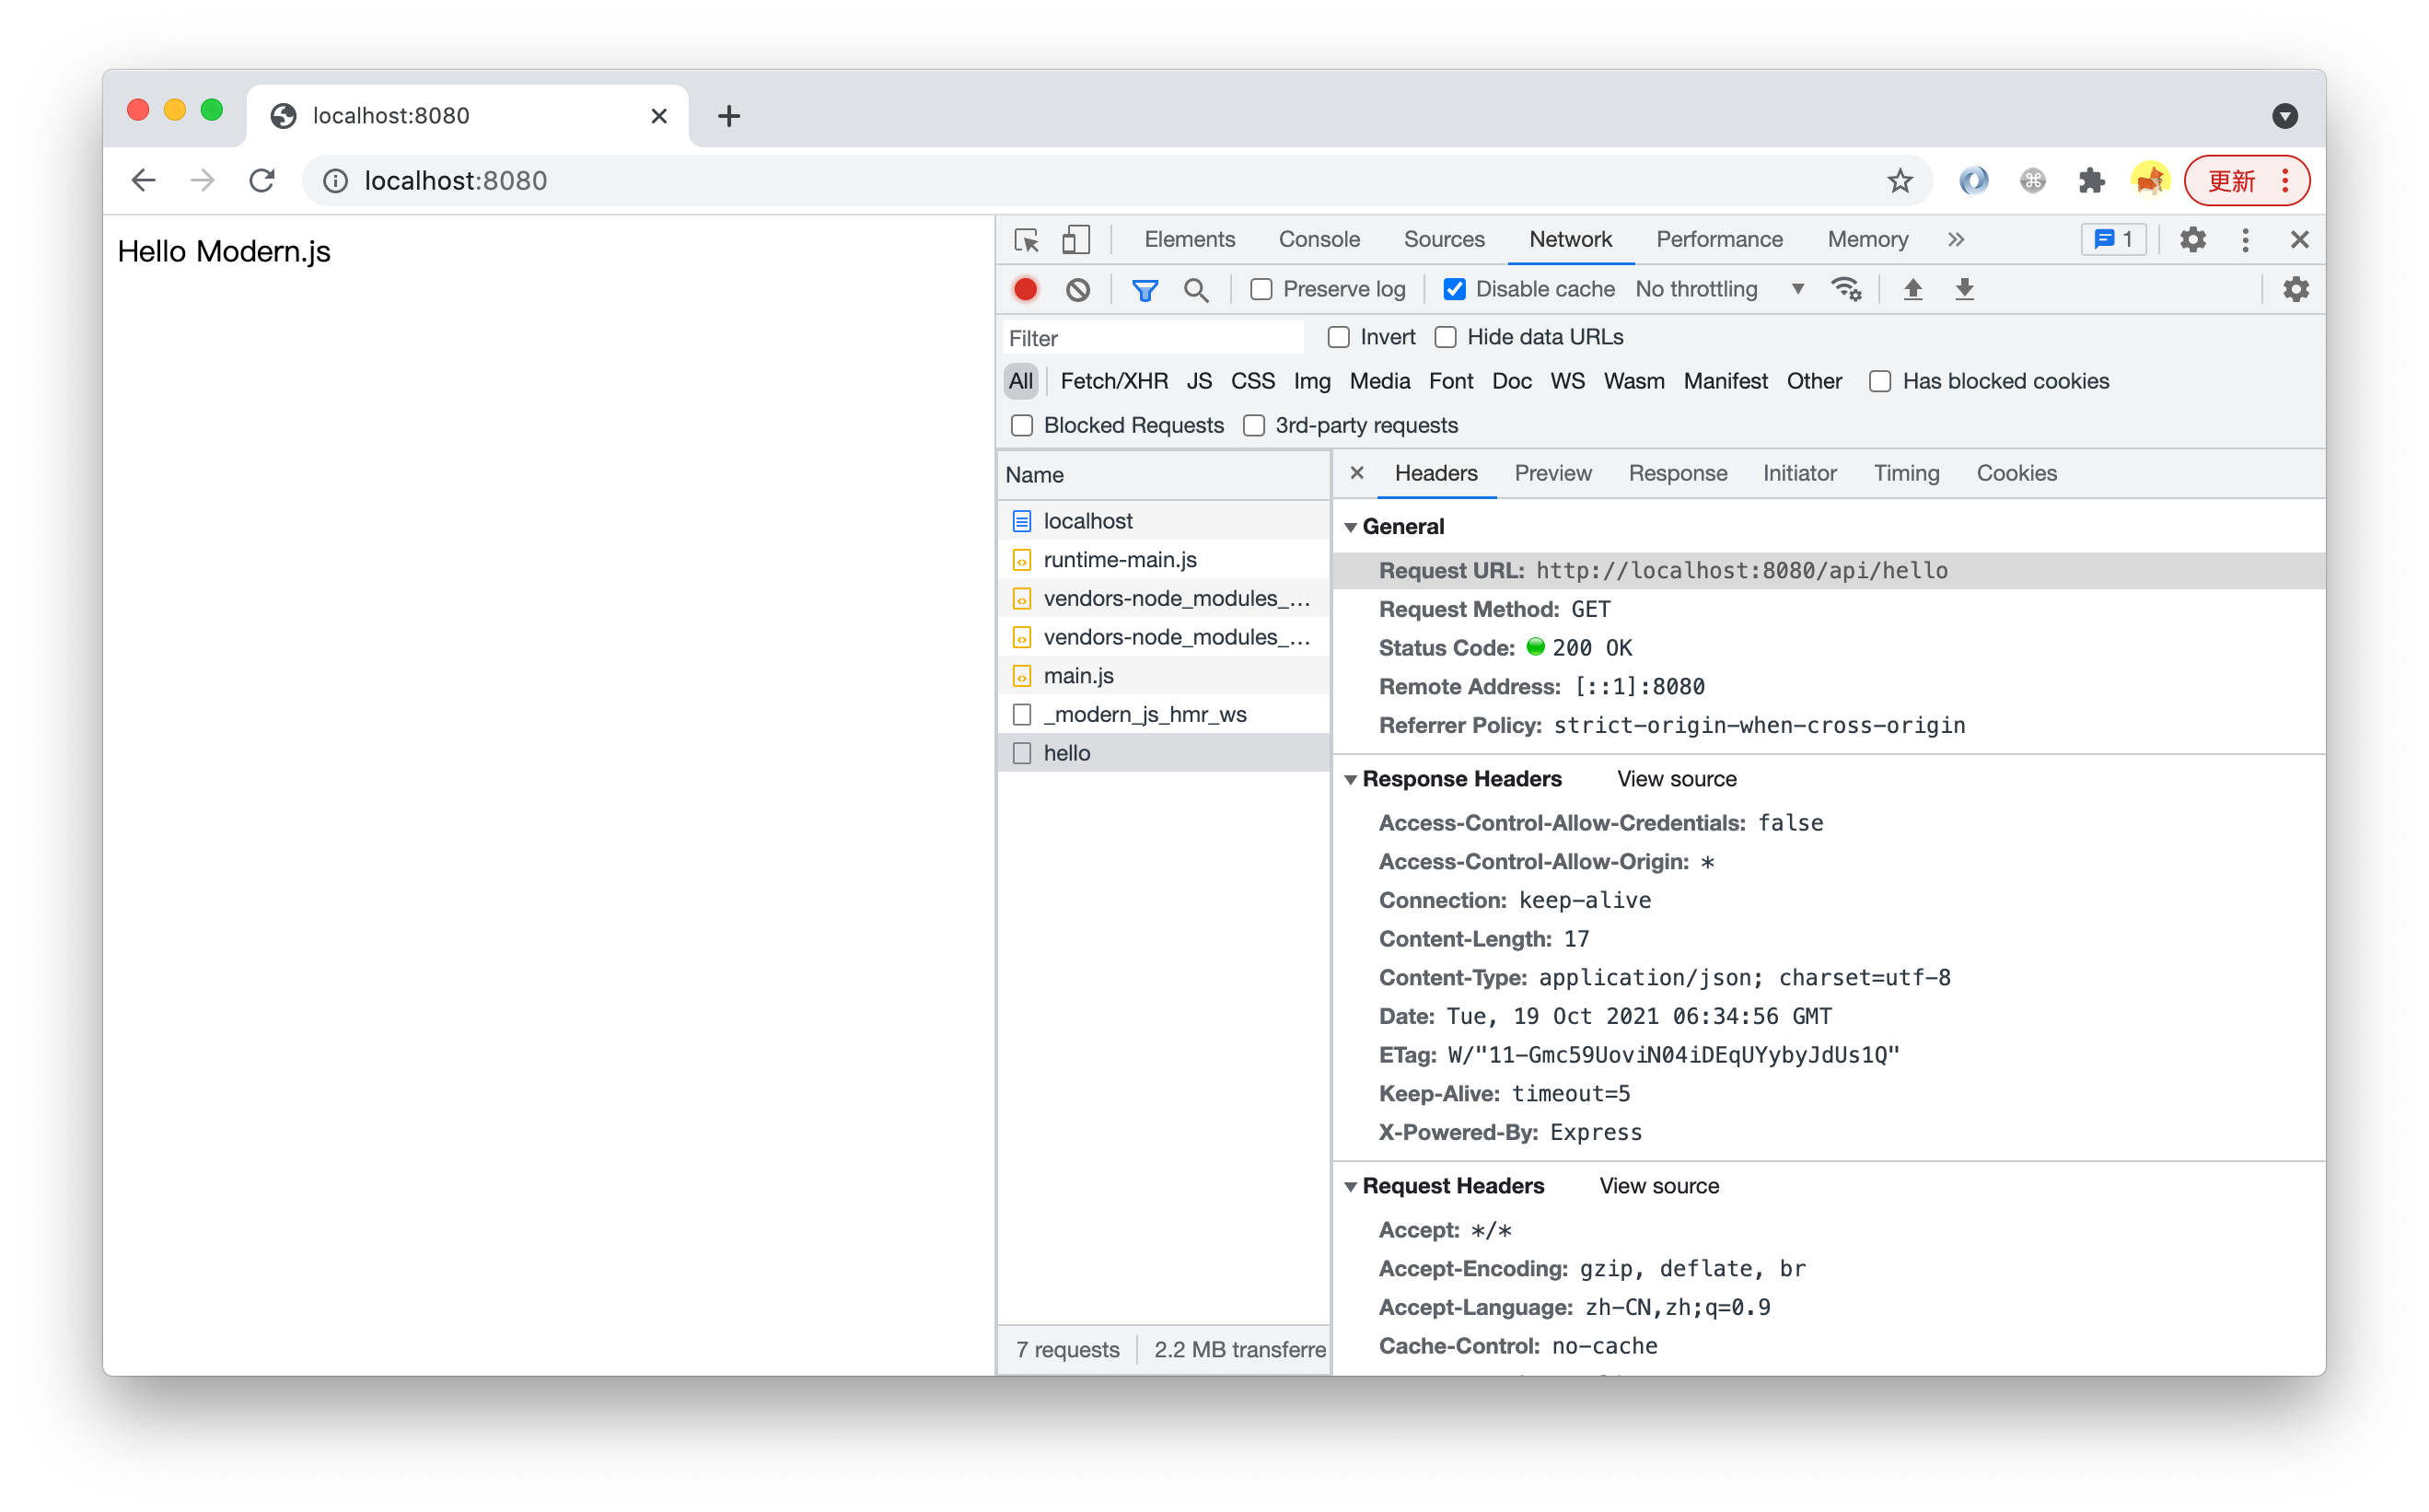 localhost:8080
localhost:8080
更新
Hello Modern.js
Elements Console Sources Network Performance Memory 1
Preserve log Disable cache No throttling
Filter Invert Hide data URLs
All Fetch/XHR JS CSS Img Media Font Doc WS Wasm Manifest Other Has blocked cookies
Blocked Requests 3rd-party requests
Name
localhost
runtime-main.js
vendors-node_modules_...
vendors-node_modules_...
main.js
_modern_js_hmr_ws
hello
7 requests 2.2 MB transferre
Headers Preview Response Initiator Timing Cookies
General
Request URL: http://localhost:8080/api/hello
Request Method: GET
Status Code: 200 OK
Remote Address: [::1]:8080
Referrer Policy: strict-origin-when-cross-origin
Response Headers View source
Access-Control-Allow-Credentials: false
Access-Control-Allow-Origin: *
Connection: keep-alive
Content-Length: 17
Content-Type: application/json; charset=utf-8
Date: Tue, 19 Oct 2021 06:34:56 GMT
ETag: W/"11-Gmc59UoviN04iDEqUYybyJdUs1Q"
Keep-Alive: timeout=5
X-Powered-By: Express
Request Headers View source
Accept: */*
Accept-Encoding: gzip, deflate, br
Accept-Language: zh-CN,zh;q=0.9
Cache-Control: no-cache